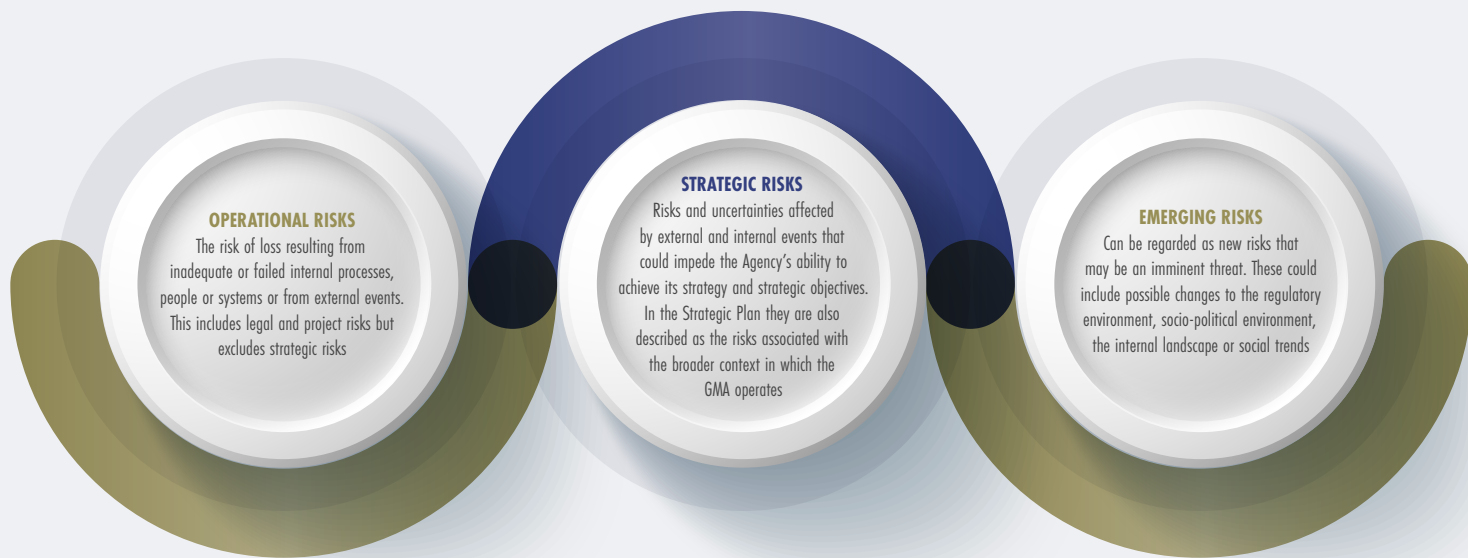 OPERATIONAL RISKS
The risk of loss resulting from
inadequate or failed internal processes,
people or systems or from external events.
This includes legal and project risks but
excludes strategic risks
STRATEGIC RISKS
Risks and uncertainties affected
by external and internal events that
could impede the Agency’s ability to
achieve its strategy and strategic objectives.
In the Strategic Plan they are also
described as the risks associated with
the broader context in which the
GMA operates
EMERGING RISKS
Can be regarded as new risks that
may be an imminent threat. These could
include possible changes to the regulatory
environment, socio-political environment,
the internal landscape or social trends